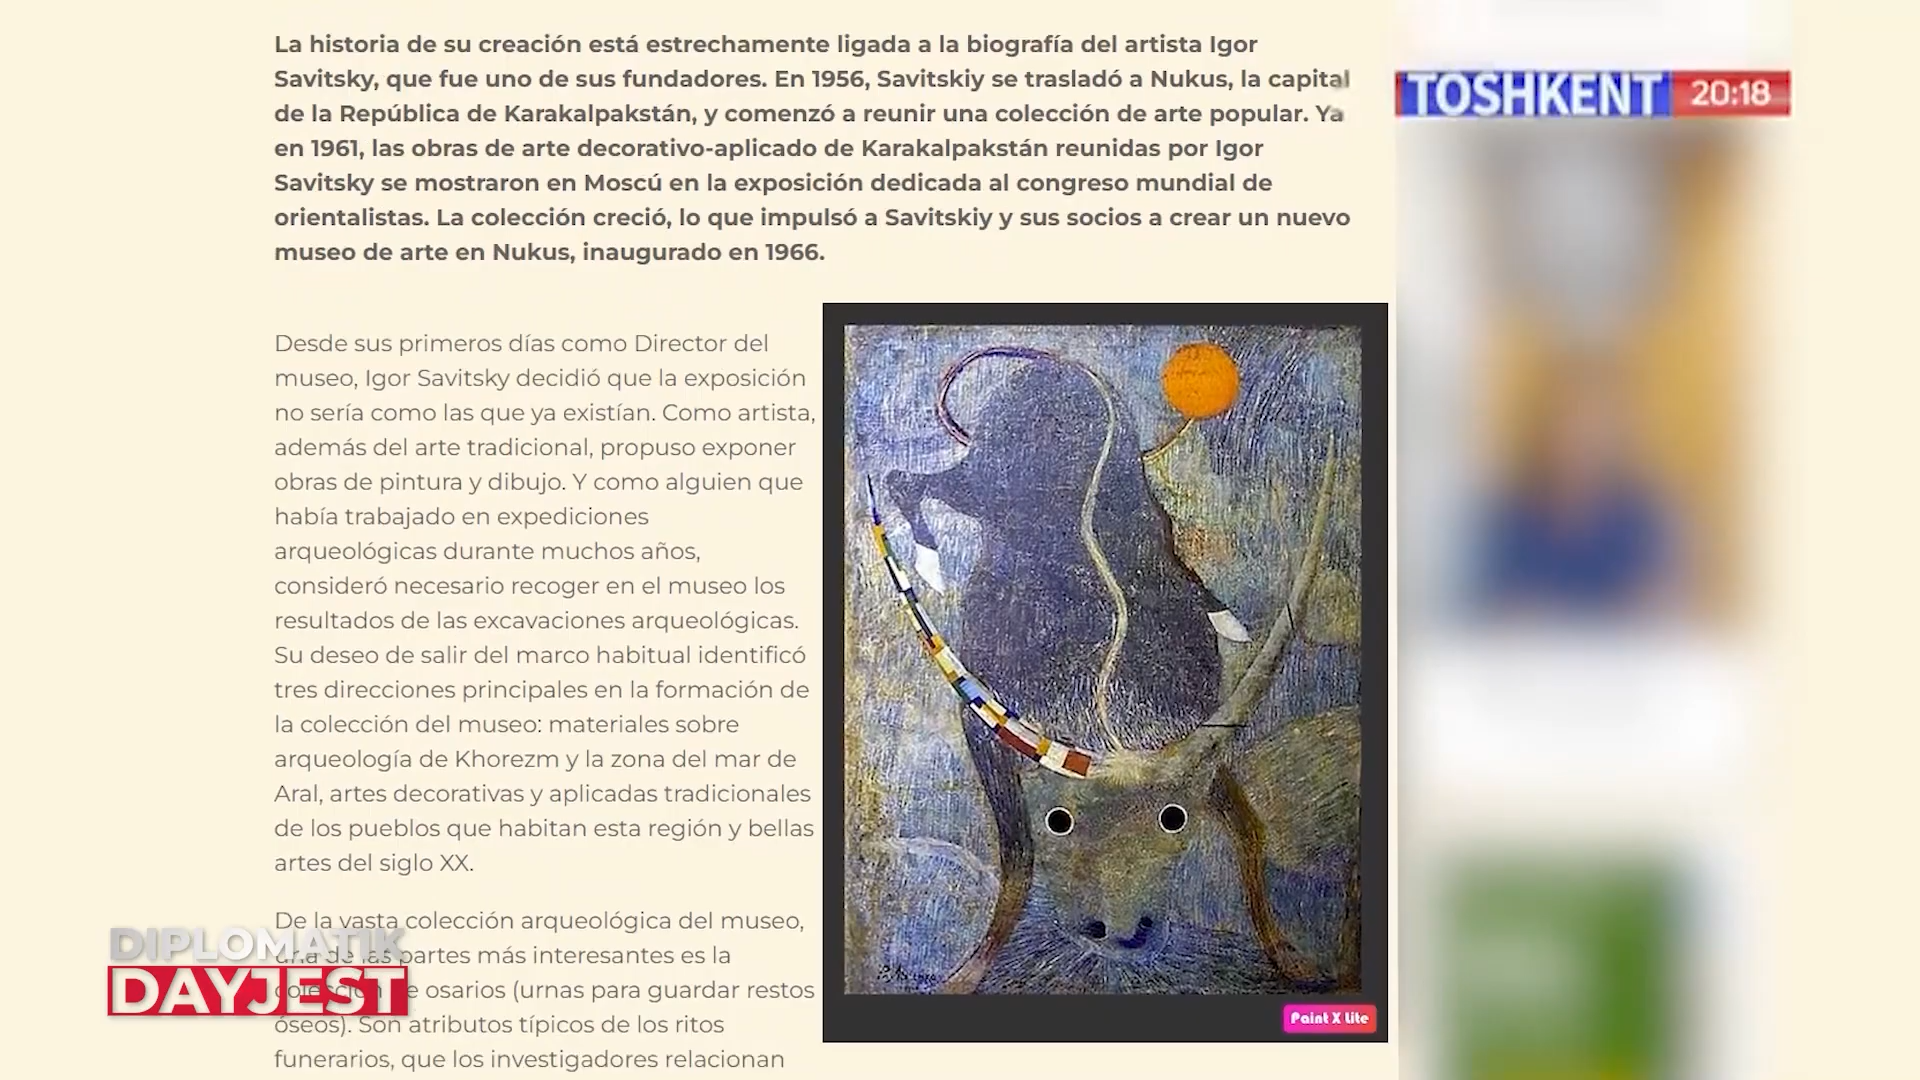 La historia de su creación está estrechamente ligada a la biografía del artista Igor
Savitsky, que fue uno de sus fundadores. En 1956, Savitskiy se trasladó a Nukus, la capital
de la República de Karakalpakstán, y comenzó a reunir una colección de arte popular. Ya
en 1961, las obras de arte decorativo-aplicado de Karakalpakstán reunidas por Igor
Savitsky se mostraron en Moscú en la exposición dedicada al congreso mundial de
orientalistas. La colección creció, lo que impulsó a Savitskiy y sus socios a crear un nuevo
museo de arte en Nukus, inaugurado en 1966.
TOSHKENT 20:18
Desde sus primeros días como Director del
museo, Igor Savitsky decidió que la exposición
no sería como las que ya existían. Como artista,
además del arte tradicional, propuso exponer
obras de pintura y dibujo. Y como alguien que
había trabajado en expediciones
arqueológicas durante muchos años,
consideró necesario recoger en el museo los
resultados de las excavaciones arqueológicas.
Su deseo de salir del marco habitual identificó
tres direcciones principales en la formación de
la colección del museo: materiales sobre
arqueología de Khorezm y la zona del mar de
Aral, artes decorativas y aplicadas tradicionales
de los pueblos que habitan esta región y bellas
artes del siglo XX.
De la vasta colección arqueológica del museo,
una de las partes más interesantes es la
colección de osarios (urnas para guardar restos
óseos). Son atributos típicos de los ritos
funerarios, que los investigadores relacionan
DIPLOMATIK
DAYJEST
Paint X Lite